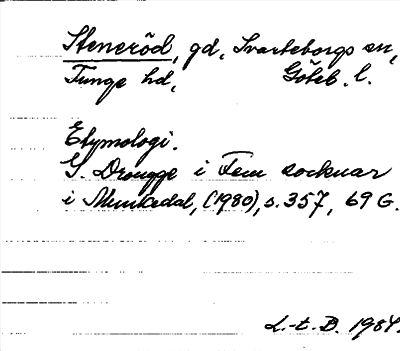 Steneröd, gd, Svarteborgs sn,
Tunge hd, Göteb. l.
Etymologi.
G. Drougge i Fem socknar
i Munkedal, (1980), s. 357, 69 G.
L.-t. B. 1984.